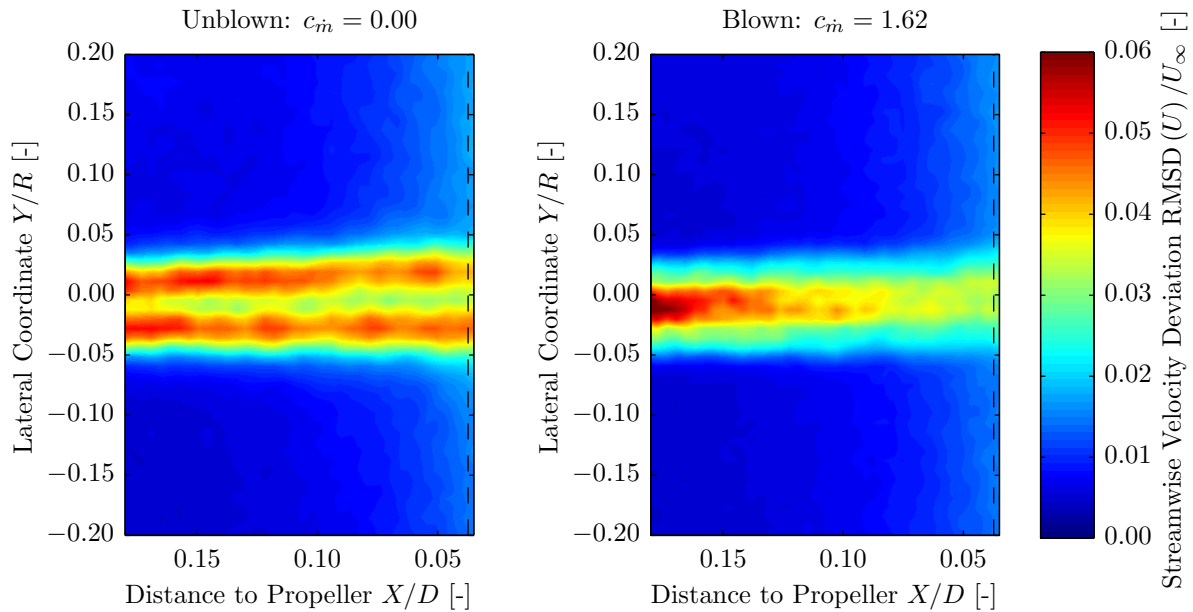 Unblown: $c_{\dot{m}} = 0.00$
Blown: $c_{\dot{m}} = 1.62$
0.20
0.15
0.10
0.05
0.00
−0.05
−0.10
−0.15
−0.20
0.15 0.10 0.05
Lateral Coordinate Y/R [-]
Distance to Propeller X/D [-]
0.20
0.15
0.10
0.05
0.00
−0.05
−0.10
−0.15
−0.20
0.15 0.10 0.05
Lateral Coordinate Y/R [-]
Distance to Propeller X/D [-]
0.06
0.05
0.04
0.03
0.02
0.01
0.00
Streamwise Velocity Deviation RMSD (U) /U∞ [-]